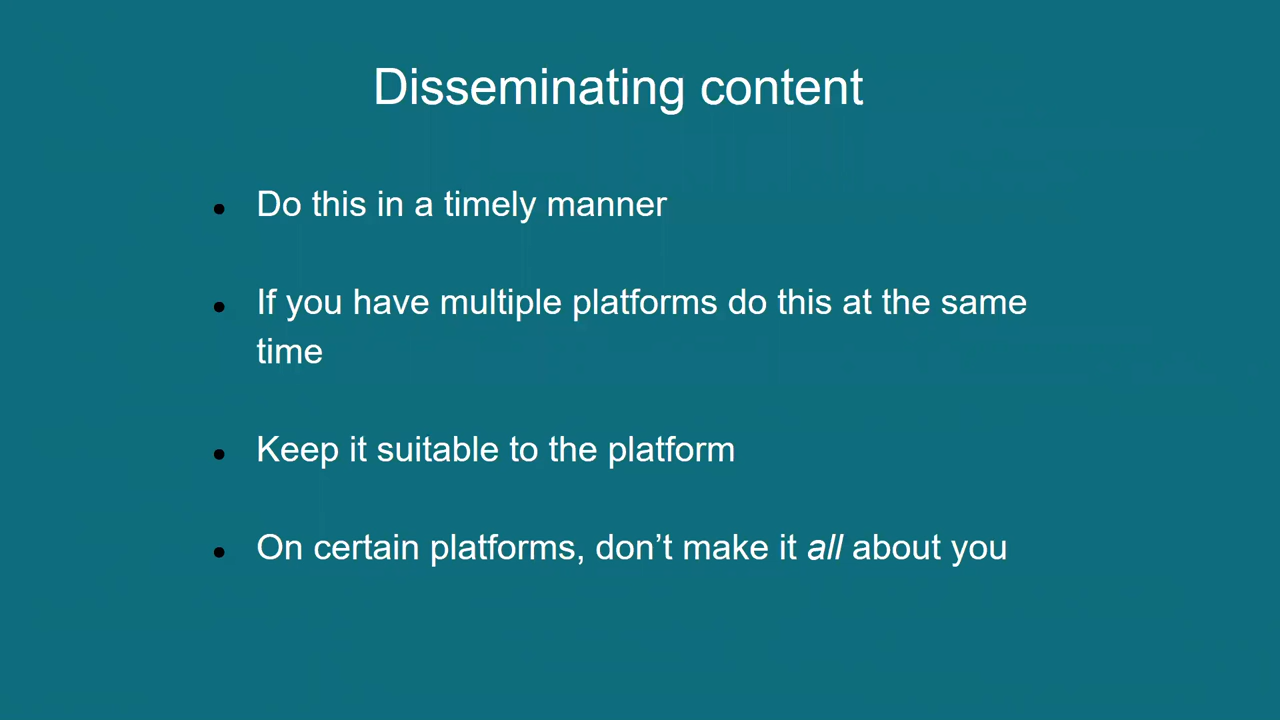 Disseminating content
• Do this in a timely manner
• If you have multiple platforms do this at the same
time
• Keep it suitable to the platform
• On certain platforms, don’t make it all about you